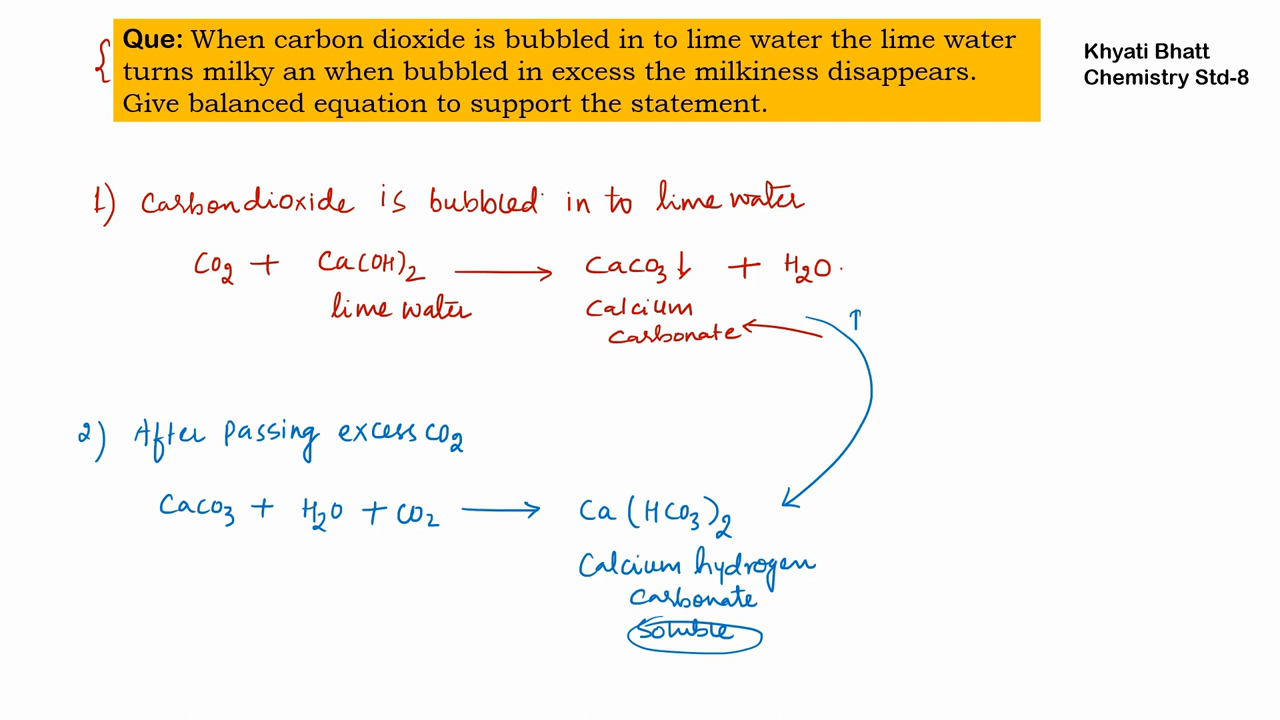 Que: When carbon dioxide is bubbled in to lime water the lime water
turns milky an when bubbled in excess the milkiness disappears.
Give balanced equation to support the statement.
Khyati Bhatt
Chemistry Std-8
1) Carbondioxide is bubbled in to lime water
CO₂ + Ca(OH)₂ ⟶ CaCO₃↓ + H₂O.
lime water Calcium
Carbonate ←
↑
2) After passing excess CO₂
CaCO₃ + H₂O + CO₂ ⟶ Ca(HCO₃)₂
Calcium hydrogen
Carbonate
Soluble